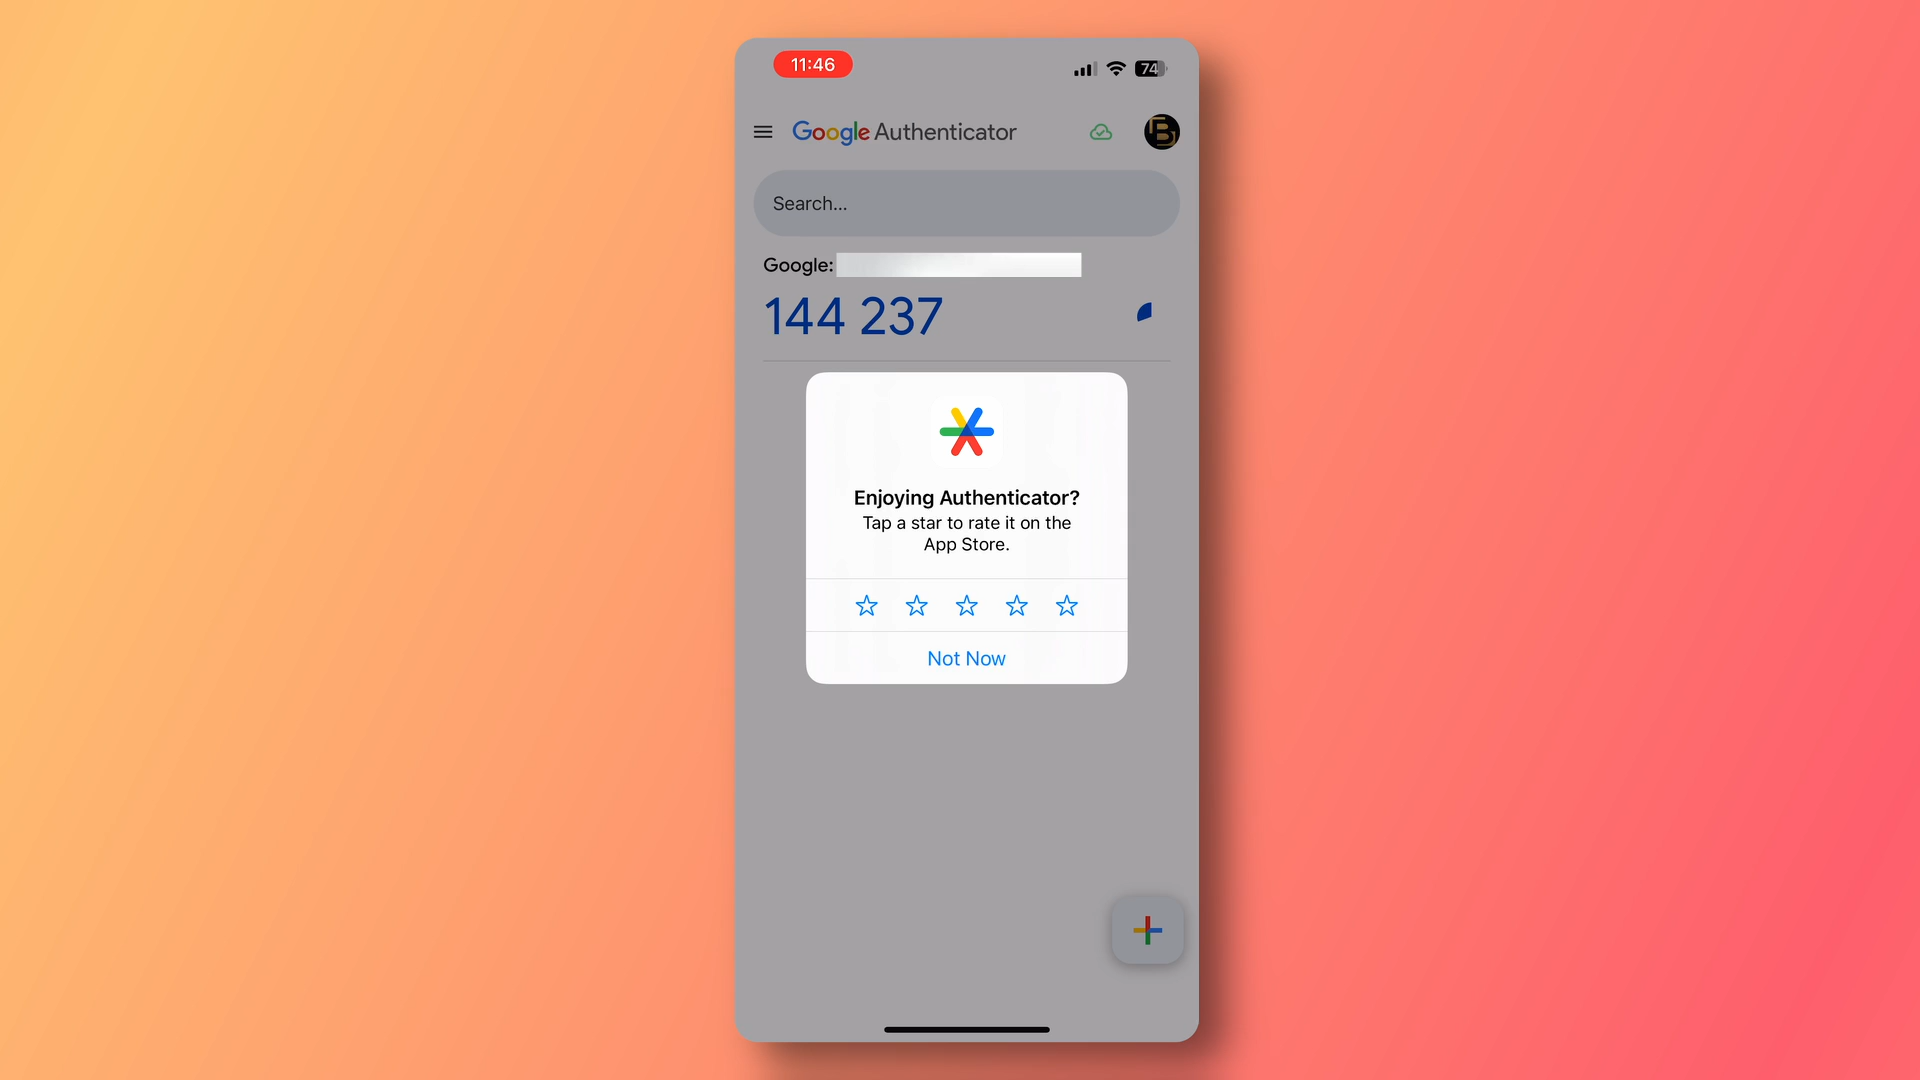 11:46
74
Google Authenticator
Search...
Google:
144 237
Enjoying Authenticator?
Tap a star to rate it on the
App Store.
Not Now